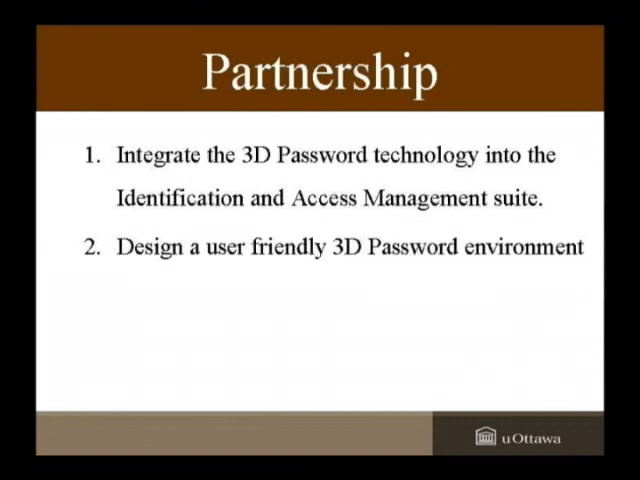 Partnership
1. Integrate the 3D Password technology into the
Identification and Access Management suite.
2. Design a user friendly 3D Password environment
uOttawa